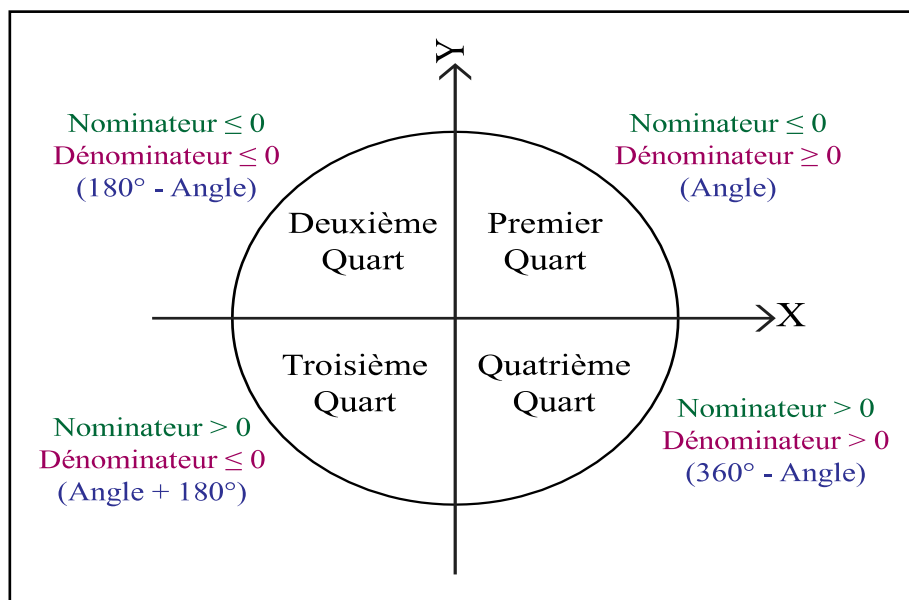 Y
Nominateur ≤ 0
Dénominateur ≤ 0
(180° - Angle)
Nominateur ≤ 0
Dénominateur ≥ 0
(Angle)
Deuxième
Quart
Premier
Quart
X
Troisième
Quart
Quatrième
Quart
Nominateur > 0
Dénominateur ≤ 0
(Angle + 180°)
Nominateur > 0
Dénominateur > 0
(360° - Angle)